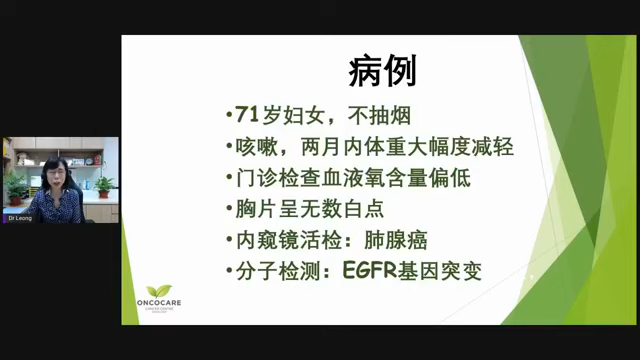 病例
•71岁妇女，不抽烟
•咳嗽，两月内体重大幅度减轻
•门诊检查血液氧含量偏低
•胸片呈无数白点
•内窥镜活检：肺腺癌
•分子检测：EGFR基因突变
Dr Leong
ONCOCARE
CANCER CENTRE